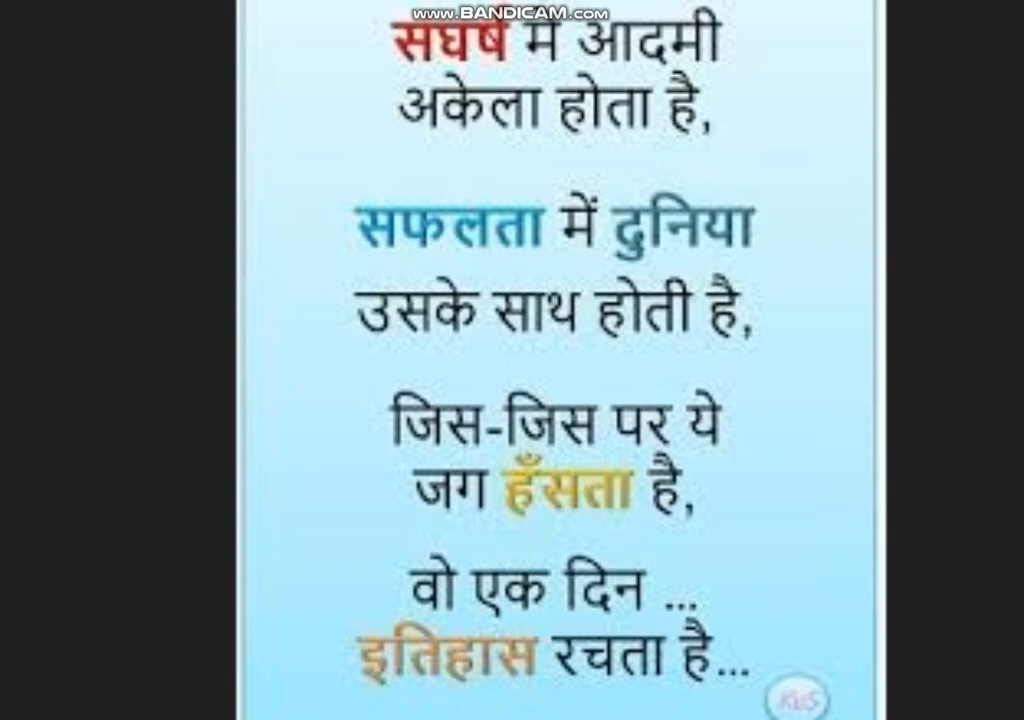 www.BANDICAM.com
संघर्ष में आदमी
अकेला होता है,
सफलता में दुनिया
उसके साथ होती है,
जिस-जिस पर ये
जग हँसता है,
वो एक दिन ...
इतिहास रचता है...